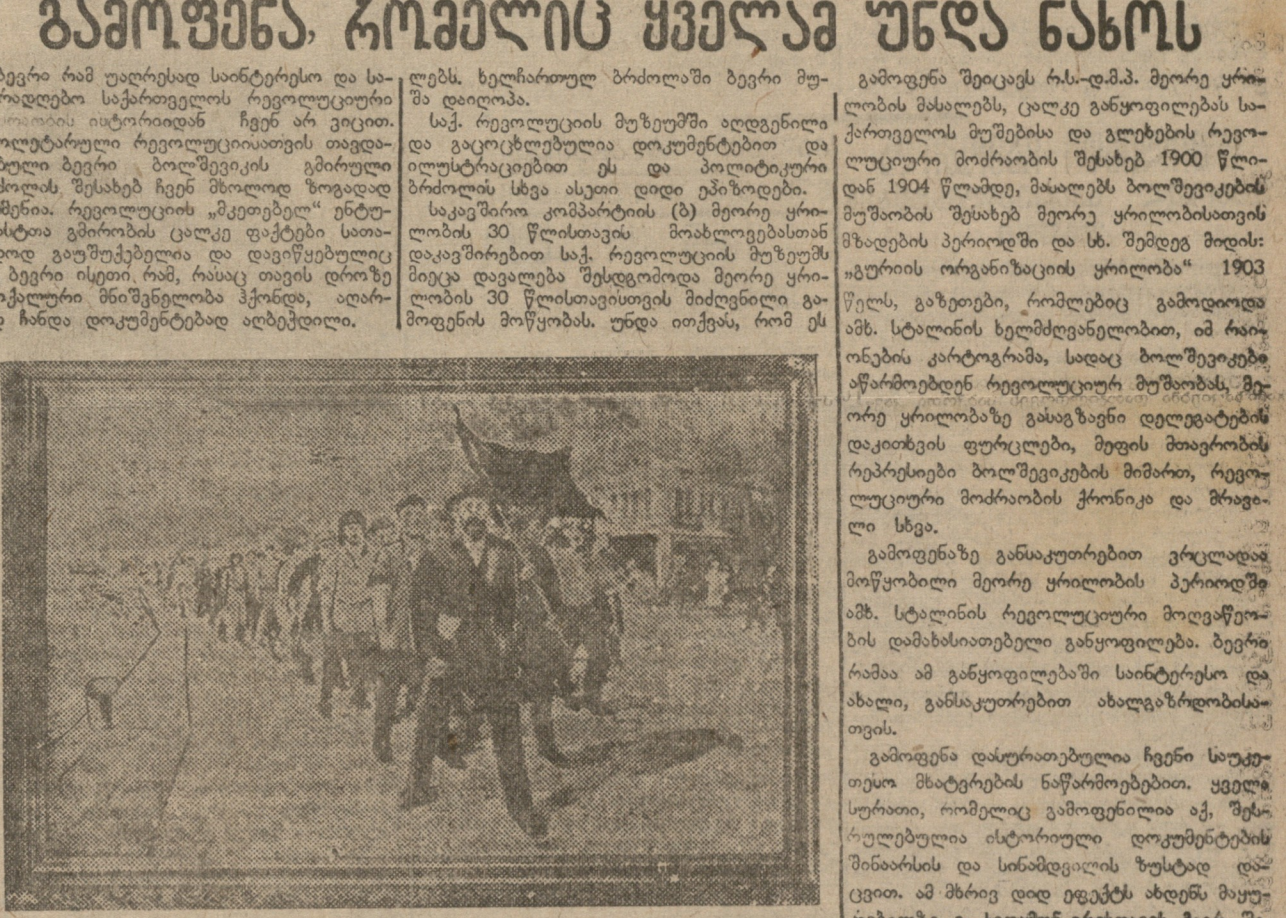 გამოფენა, რომელიც ყველამ უნდა ნახოს
ბევრი რამ უაღრესად საინტერესო და სა-
რადღებო საქართველოს რევოლუციური
ისტორიიდან ჩვენ არ ვიცით.
ოლეტარული რევოლუციისათვის თავდა-
ბული ბევრი ბოლშევიკის გმირული
ძოლას შესახებ ჩვენ მხოლოდ ზოგადად
მენია. რევოლუციის „მკეთებელ“ ენტუ-
ასტთა გმირობის ცალკე ფაქტები სათა-
ოდ გაუშუქებელია და დავიწყებულიც
ბევრი ისეთი რამ, რასაც თავის დროზე
ოქალური მნიშვნელობა ჰქონდა, აღარ-
ჩანდა დოკუმენტებად აღბეჭდილი.
ლებს. ხელჩართულ ბრძოლაში ბევრი მუ-
შა დაიღოპა.
საქ. რევოლუციის მუზეუმში აღდგენილი
და გაცოცხლებულია დოკუმენტებით და
ილუსტრაციებით ეს და პოლიტიკური
ბრძოლის სხვა ასეთი დიდი ეპიზოდები.
საკავშირო კომპარტიის (ბ) მეორე ყრი-
ლობის 30 წლისთავის მოახლოვებასთან
დაკავშირებით საქ. რევოლუციის მუზეუმს
მიეცა დავალება შესდგომოდა მეორე ყრი-
ლობის 30 წლისთავისთვის მიძღვნილი გა-
მოფენის მოწყობას. უნდა ითქვას, რომ ეს
გამოფენა შეიცავს რ.ს.-დ.მ.პ. მეორე ყრი-
ლობის მასალებს, ცალკე განყოფილებას სა-
ქართველოს მუშებისა და გლეხების რევო-
ლუციური მოძრაობის შესახებ 1900 წლი-
დან 1904 წლამდე, მასალებს ბოლშევიკების
მუშაობის შესახებ მეორე ყრილობისათვის
მზადების პერიოდში და სხ. შემდეგ მიდის:
„გურიის ორგანიზაციის ყრილობა“ 1903
წელს, გაზეთები, რომლებიც გამოდიოდა
ამხ. სტალინის ხელმძღვანელობით, იმ რაი-
ონების კარტოგრამა, სადაც ბოლშევიკები
აწარმოებდენ რევოლუციურ მუშაობას, მე-
ორე ყრილობაზე გასაგზავნი დელეგატების
დაკითხვის ფურცლები, მეფის მთავრობის
რეპრესიები ბოლშევიკების მიმართ, რევო-
ლუციური მოძრაობის ქრონიკა და მრავა-
ლი სხვა.
გამოფენაზე განსაკუთრებით ვრცლადაა
მოწყობილი მეორე ყრილობის პერიოდში
ამხ. სტალინის რევოლუციური მოღვაწეო-
ბის დამახასიათებელი განყოფილება. ბევრი
რამაა ამ განყოფილებაში საინტერესო და
ახალი, განსაკუთრებით ახალგაზრდობისა-
თვის.
გამოფენა დასურათებულია ჩვენი საუკე-
თესო მხატვრების ნაწარმოებებით. ყველა
სურათი, რომელიც გამოფენილია აქ, შეს-
რულებულია ისტორიული დოკუმენტების
შინაარსის და სინამდვილის ზუსტად და-
ცვით. ამ მხრივ დიდ ეფექტს ახდენს მაყუ-